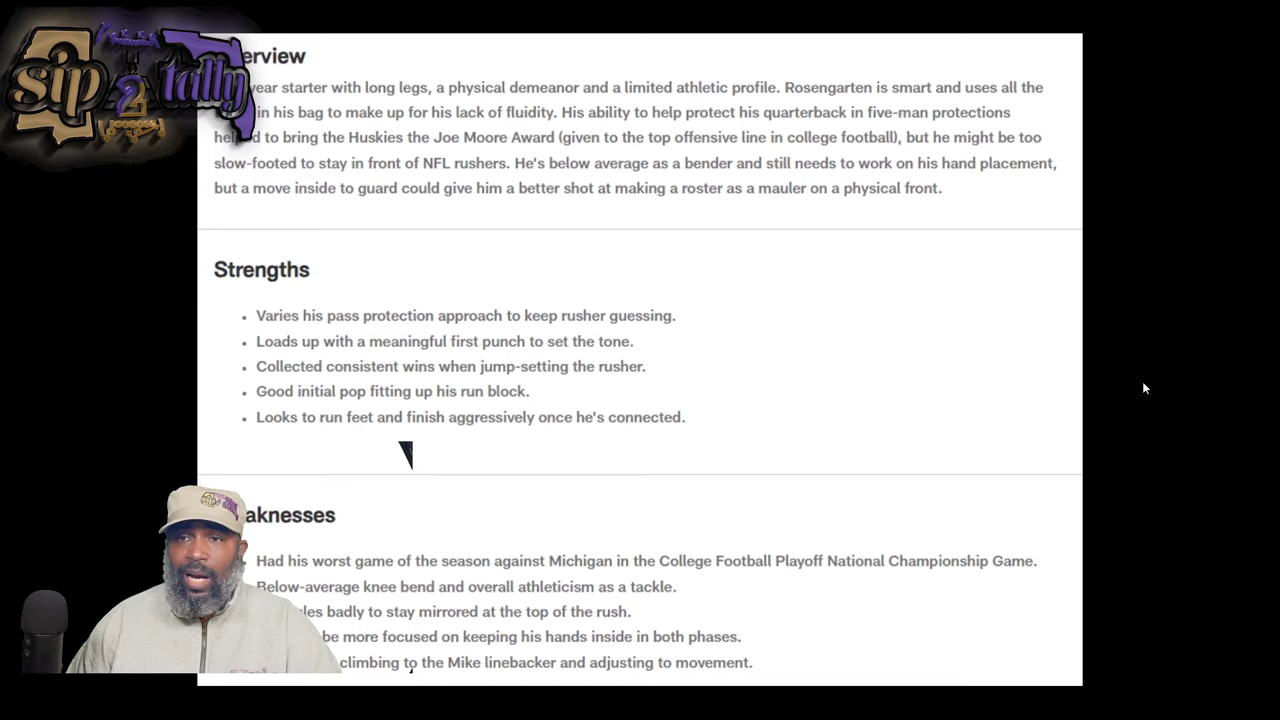 sip
2
tally
erview
year starter with long legs, a physical demeanor and a limited athletic profile. Rosengarten is smart and uses all the
in his bag to make up for his lack of fluidity. His ability to help protect his quarterback in five-man protections
to bring the Huskies the Joe Moore Award (given to the top offensive line in college football), but he might be too
slow-footed to stay in front of NFL rushers. He's below average as a bender and still needs to work on his hand placement,
but a move inside to guard could give him a better shot at making a roster as a mauler on a physical front.
Strengths
• Varies his pass protection approach to keep rusher guessing.
• Loads up with a meaningful first punch to set the tone.
• Collected consistent wins when jump-setting the rusher.
• Good initial pop fitting up his run block.
• Looks to run feet and finish aggressively once he's connected.
aknesses
Had his worst game of the season against Michigan in the College Football Playoff National Championship Game.
Below-average knee bend and overall athleticism as a tackle.
les badly to stay mirrored at the top of the rush.
be more focused on keeping his hands inside in both phases.
climbing to the Mike linebacker and adjusting to movement.